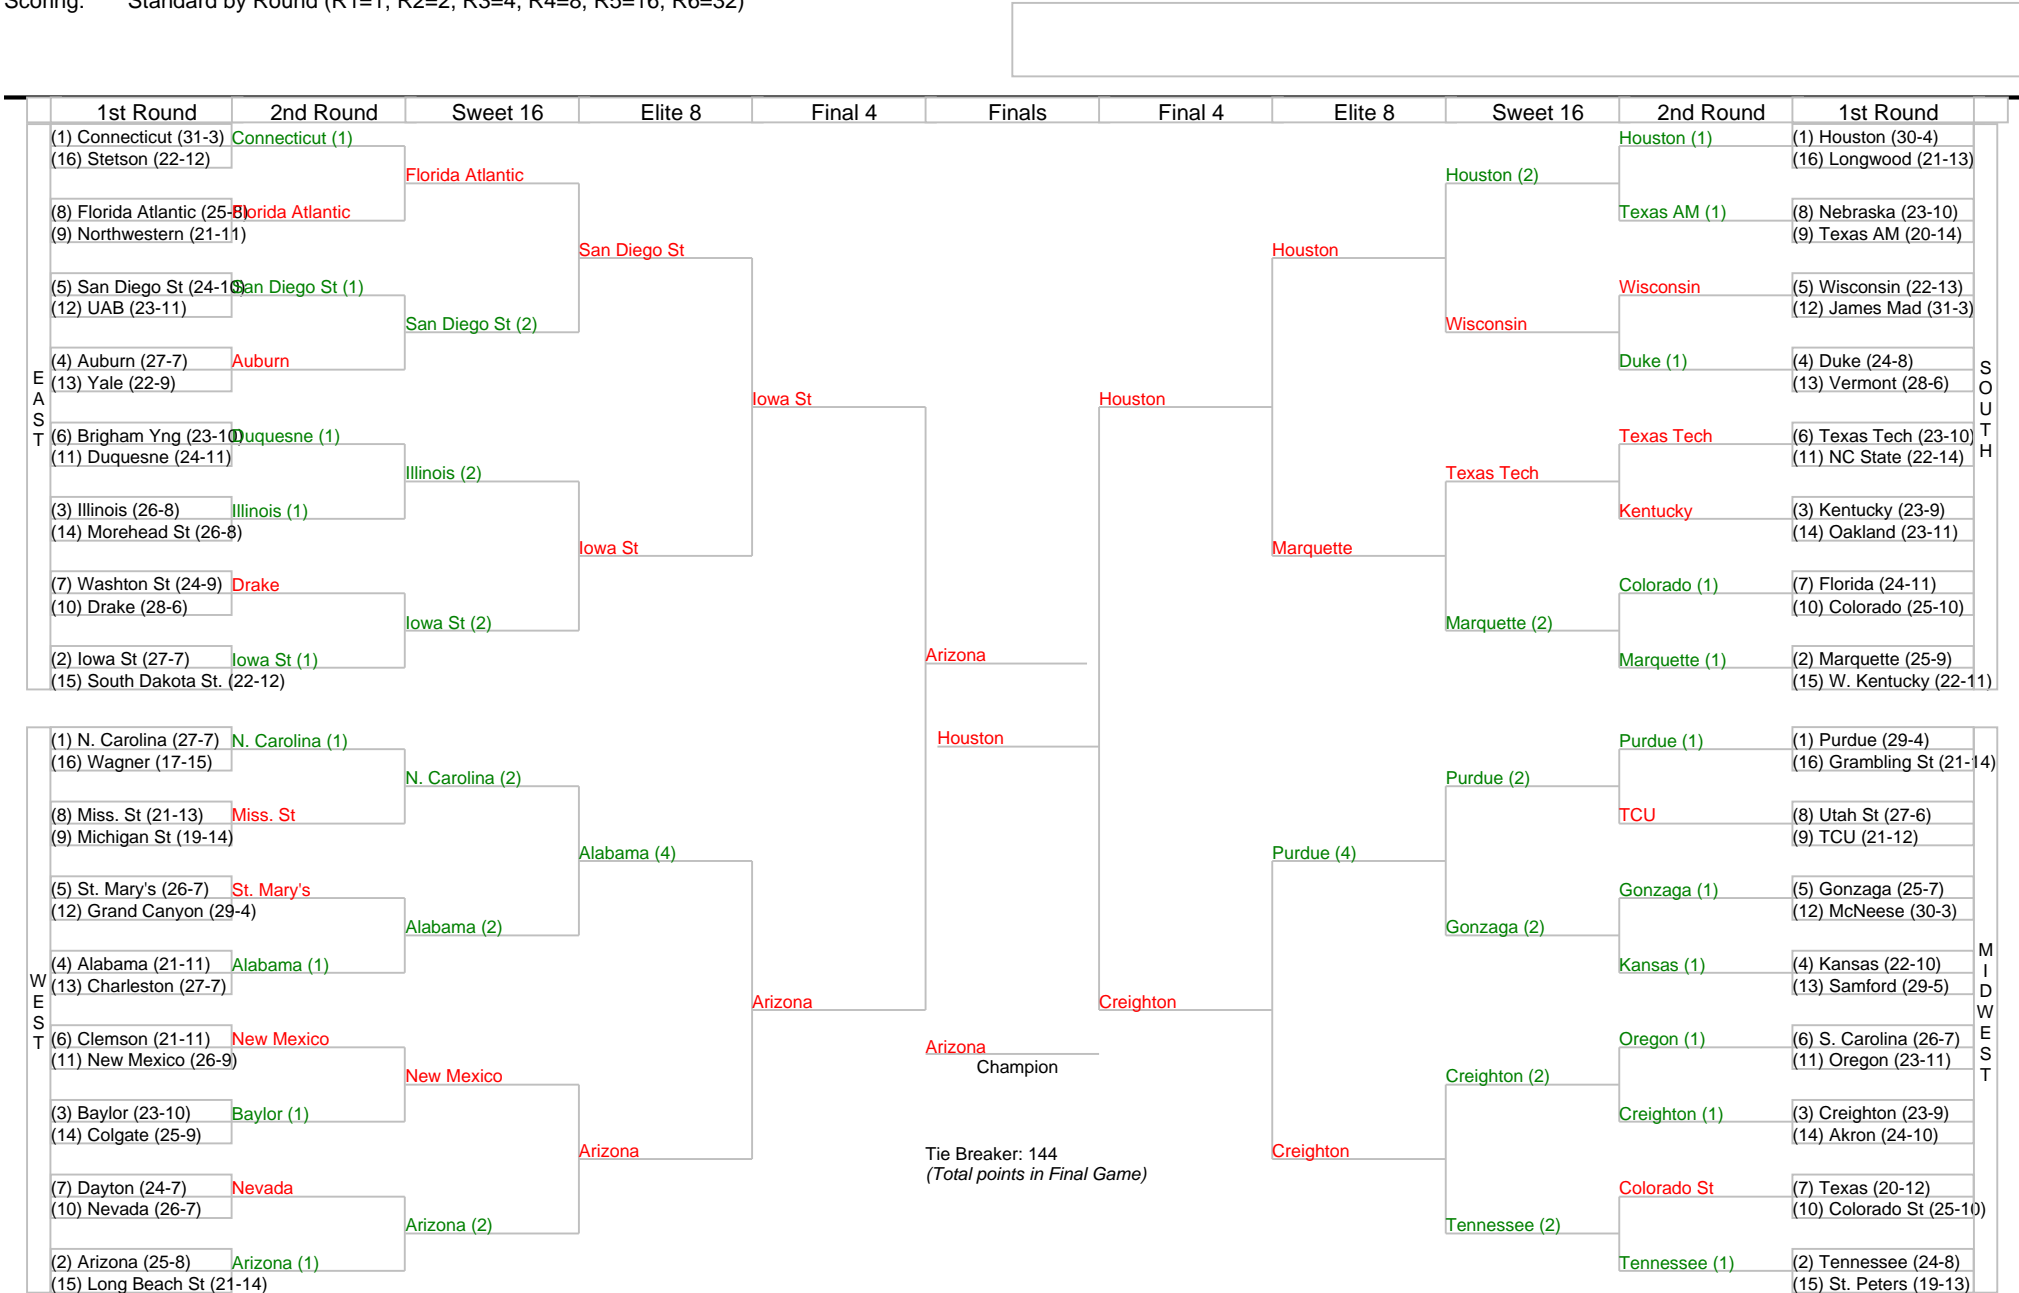 Scoring: Standard by Round (R1=1, R2=2, R3=4, R4=8, R5=16, R6=32)
1st Round 2nd Round Sweet 16 Elite 8 Final 4 Finals Final 4 Elite 8 Sweet 16 2nd Round 1st Round
EAST
(1) Connecticut (31-3)
(16) Stetson (22-12)
(8) Florida Atlantic (25-8)
(9) Northwestern (21-11)
(5) San Diego St (24-10)
(12) UAB (23-11)
(4) Auburn (27-7)
(13) Yale (22-9)
(6) Brigham Yng (23-10)
(11) Duquesne (24-11)
(3) Illinois (26-8)
(14) Morehead St (26-8)
(7) Washton St (24-9)
(10) Drake (28-6)
(2) Iowa St (27-7)
(15) South Dakota St. (22-12)
Connecticut (1)
Florida Atlantic
San Diego St (1)
Auburn
Duquesne (1)
Illinois (1)
Drake
Iowa St (1)
Florida Atlantic
San Diego St (2)
Illinois (2)
Iowa St (2)
San Diego St
Iowa St
Iowa St
WEST
(1) N. Carolina (27-7)
(16) Wagner (17-15)
(8) Miss. St (21-13)
(9) Michigan St (19-14)
(5) St. Mary's (26-7)
(12) Grand Canyon (29-4)
(4) Alabama (21-11)
(13) Charleston (27-7)
(6) Clemson (21-11)
(11) New Mexico (26-9)
(3) Baylor (23-10)
(14) Colgate (25-9)
(7) Dayton (24-7)
(10) Nevada (26-7)
(2) Arizona (25-8)
(15) Long Beach St (21-14)
N. Carolina (1)
Miss. St
St. Mary's
Alabama (1)
New Mexico
Baylor (1)
Nevada
Arizona (1)
N. Carolina (2)
Alabama (2)
New Mexico
Arizona (2)
Alabama (4)
Arizona
Arizona
Arizona
Houston
Arizona
Champion
Tie Breaker: 144
(Total points in Final Game)
Houston
Creighton
Houston
Marquette
Houston (2)
Wisconsin
Texas Tech
Marquette (2)
Houston (1)
Texas AM (1)
Wisconsin
Duke (1)
Texas Tech
Kentucky
Colorado (1)
Marquette (1)
(1) Houston (30-4)
(16) Longwood (21-13)
(8) Nebraska (23-10)
(9) Texas AM (20-14)
(5) Wisconsin (22-13)
(12) James Mad (31-3)
(4) Duke (24-8)
(13) Vermont (28-6)
(6) Texas Tech (23-10)
(11) NC State (22-14)
(3) Kentucky (23-9)
(14) Oakland (23-11)
(7) Florida (24-11)
(10) Colorado (25-10)
(2) Marquette (25-9)
(15) W. Kentucky (22-11)
SOUTH
Purdue (4)
Creighton
Purdue (2)
Gonzaga (2)
Creighton (2)
Tennessee (2)
Purdue (1)
TCU
Gonzaga (1)
Kansas (1)
Oregon (1)
Creighton (1)
Colorado St
Tennessee (1)
(1) Purdue (29-4)
(16) Grambling St (21-14)
(8) Utah St (27-6)
(9) TCU (21-12)
(5) Gonzaga (25-7)
(12) McNeese (30-3)
(4) Kansas (22-10)
(13) Samford (29-5)
(6) S. Carolina (26-7)
(11) Oregon (23-11)
(3) Creighton (23-9)
(14) Akron (24-10)
(7) Texas (20-12)
(10) Colorado St (25-10)
(2) Tennessee (24-8)
(15) St. Peters (19-13)
MIDWEST